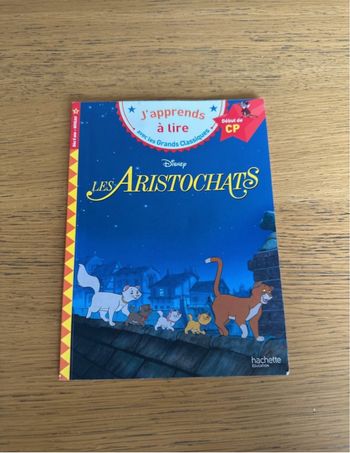 J'apprends
à lire
avec les Grands Classiques
Début de
CP
Disney
LES ARISTOCHATS
hachette
ÉDUCATION